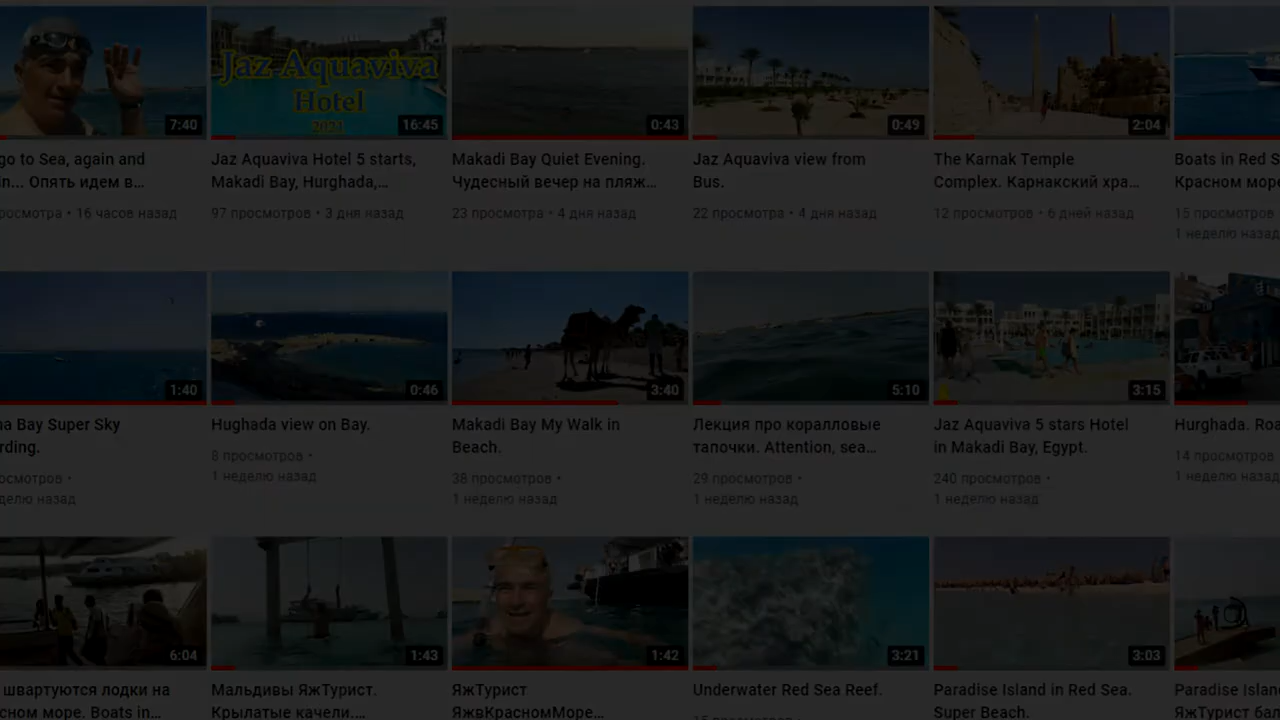 7:40
Jaz Aquaviva
Hotel
2021
16:45
0:43
0:49
2:04
go to Sea, again and
in... Опять идем в...
росмотра • 16 часов назад
Jaz Aquaviva Hotel 5 starts,
Makadi Bay, Hurghada,...
97 просмотров • 3 дня назад
Makadi Bay Quiet Evening.
Чудесный вечер на пляж...
23 просмотра • 4 дня назад
Jaz Aquaviva view from
Bus.
22 просмотра • 4 дня назад
The Karnak Temple
Complex. Карнакский хра...
12 просмотров • 6 дней назад
Boats in Red S
Красном море
15 просмотров
1 неделю назад
1:40
0:46
3:40
5:10
3:15
na Bay Super Sky
rding.
осмотров •
делю назад
Hughada view on Bay.
8 просмотров •
1 неделю назад
Makadi Bay My Walk in
Beach.
38 просмотров •
1 неделю назад
Лекция про коралловые
тапочки. Attention, sea...
29 просмотров •
1 неделю назад
Jaz Aquaviva 5 stars Hotel
in Makadi Bay, Egypt.
240 просмотров •
1 неделю назад
Hurghada. Roa
14 просмотров
1 неделю назад
6:04
1:43
1:42
3:21
3:03
швартуются лодки на
сном море. Boats in...
Мальдивы ЯжТурист.
Крылатые качели....
ЯжТурист
ЯжвКрасномМоре...
Underwater Red Sea Reef.
Paradise Island in Red Sea.
Super Beach.
Paradise Islan
ЯжТурист бал